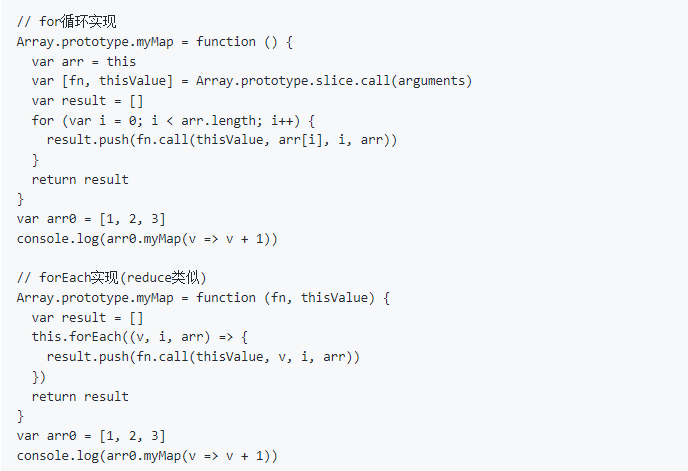 // for循环实现
Array.prototype.myMap = function () {
  var arr = this
  var [fn, thisValue] = Array.prototype.slice.call(arguments)
  var result = []
  for (var i = 0; i < arr.length; i++) {
    result.push(fn.call(thisValue, arr[i], i, arr))
  }
  return result
}
var arr0 = [1, 2, 3]
console.log(arr0.myMap(v => v + 1))

// forEach实现(reduce类似)
Array.prototype.myMap = function (fn, thisValue) {
  var result = []
  this.forEach((v, i, arr) => {
    result.push(fn.call(thisValue, v, i, arr))
  })
  return result
}
var arr0 = [1, 2, 3]
console.log(arr0.myMap(v => v + 1))